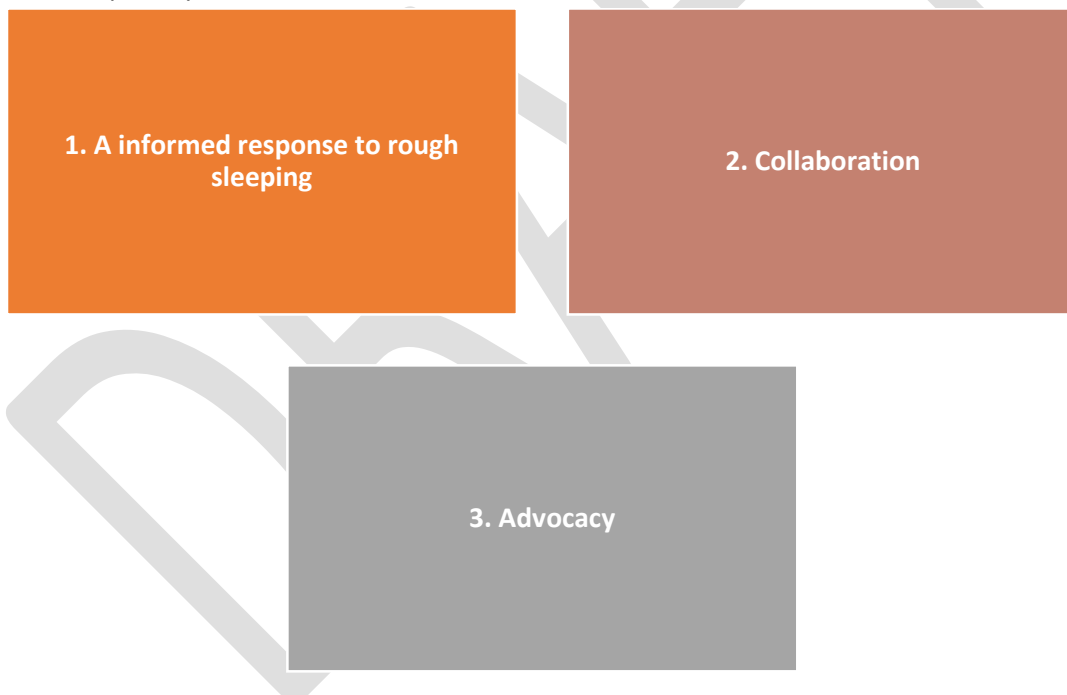 1. A informed response to rough
sleeping
2. Collaboration
3. Advocacy